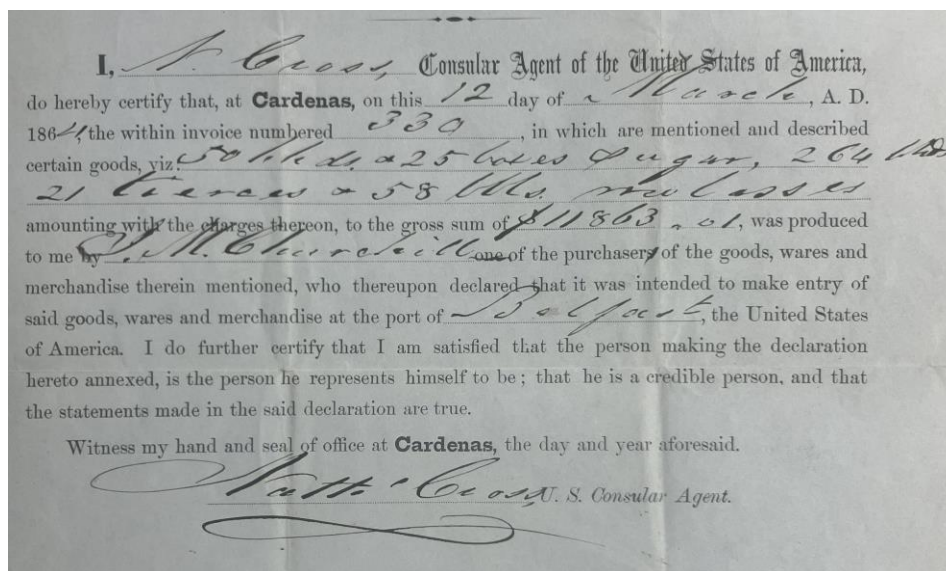 I, N. Cross, Consular Agent of the United States of America,
do hereby certify that, at Cardenas, on this 12 day of March, A. D.
1864, the within invoice numbered 330, in which are mentioned and described
certain goods, viz: 50 hhds. & 25 boxes Sugar, 264 hhds
21 tierces & 58 bbls. molasses
amounting with the charges thereon, to the gross sum of $11863.01, was produced
to me by M. Churchill one of the purchasers of the goods, wares and
merchandise therein mentioned, who thereupon declared that it was intended to make entry of
said goods, wares and merchandise at the port of Belfast, the United States
of America. I do further certify that I am satisfied that the person making the declaration
hereto annexed, is the person he represents himself to be; that he is a credible person, and that
the statements made in the said declaration are true.
Witness my hand and seal of office at Cardenas, the day and year aforesaid.
Nath. Cross, U. S. Consular Agent.